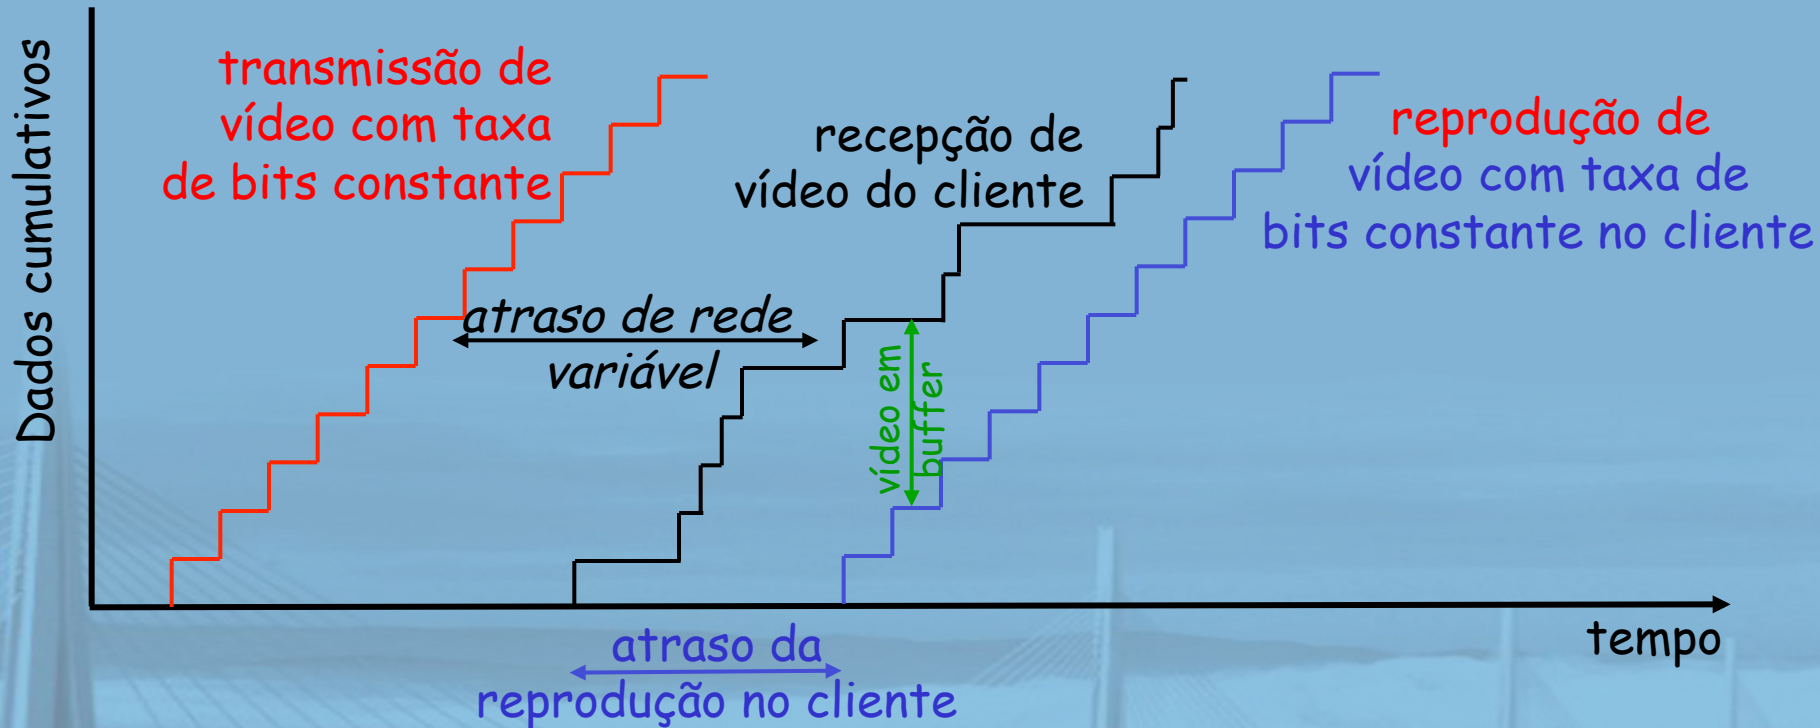 Dados cumulativos
transmissão de
vídeo com taxa
de bits constante
recepção de
vídeo do cliente
reprodução de
vídeo com taxa de
bits constante no cliente
atraso de rede
variável
vídeo em
buffer
tempo
atraso da
reprodução no cliente